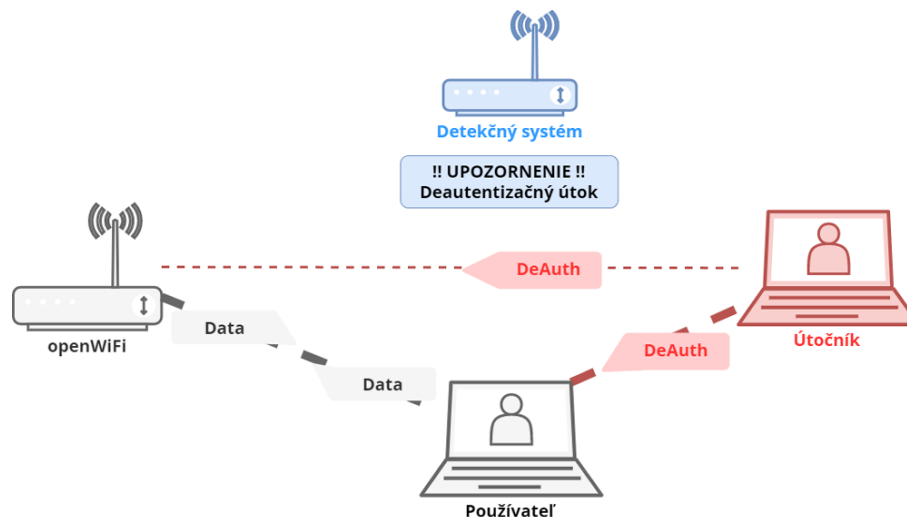 Detekčný systém
!! UPOZORNENIE !!
Deautentizačný útok
DeAuth
Data
openWiFi
DeAuth
Útočník
Data
Používateľ